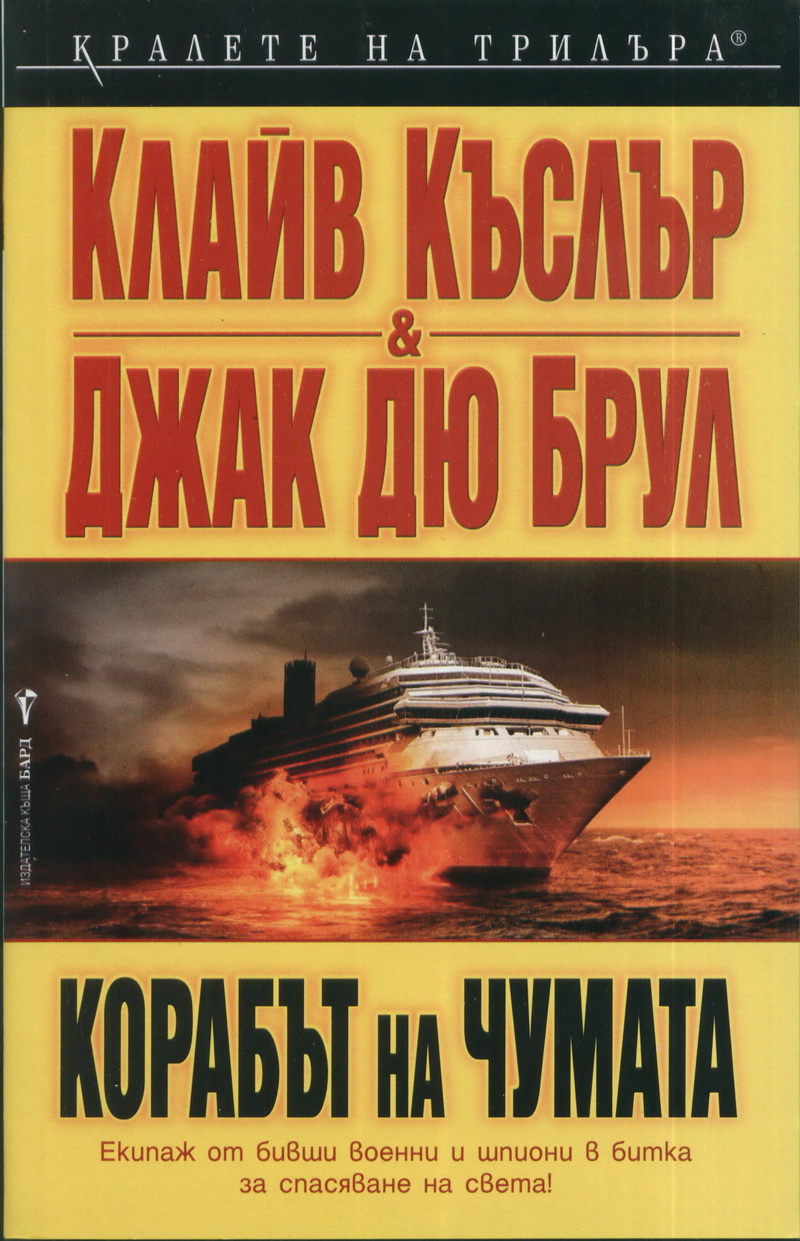 КРАЛЕТЕ НА ТРИЛЪРА®
КЛАЙВ КЪСЛЪР
&
ДЖАК ДЮ БРУЛ
ИЗДАТЕЛСКА КЪЩА БАРД
КОРАБЪТ НА ЧУМАТА
Екипаж от бивши военни и шпиони в битка
за спасяване на света!